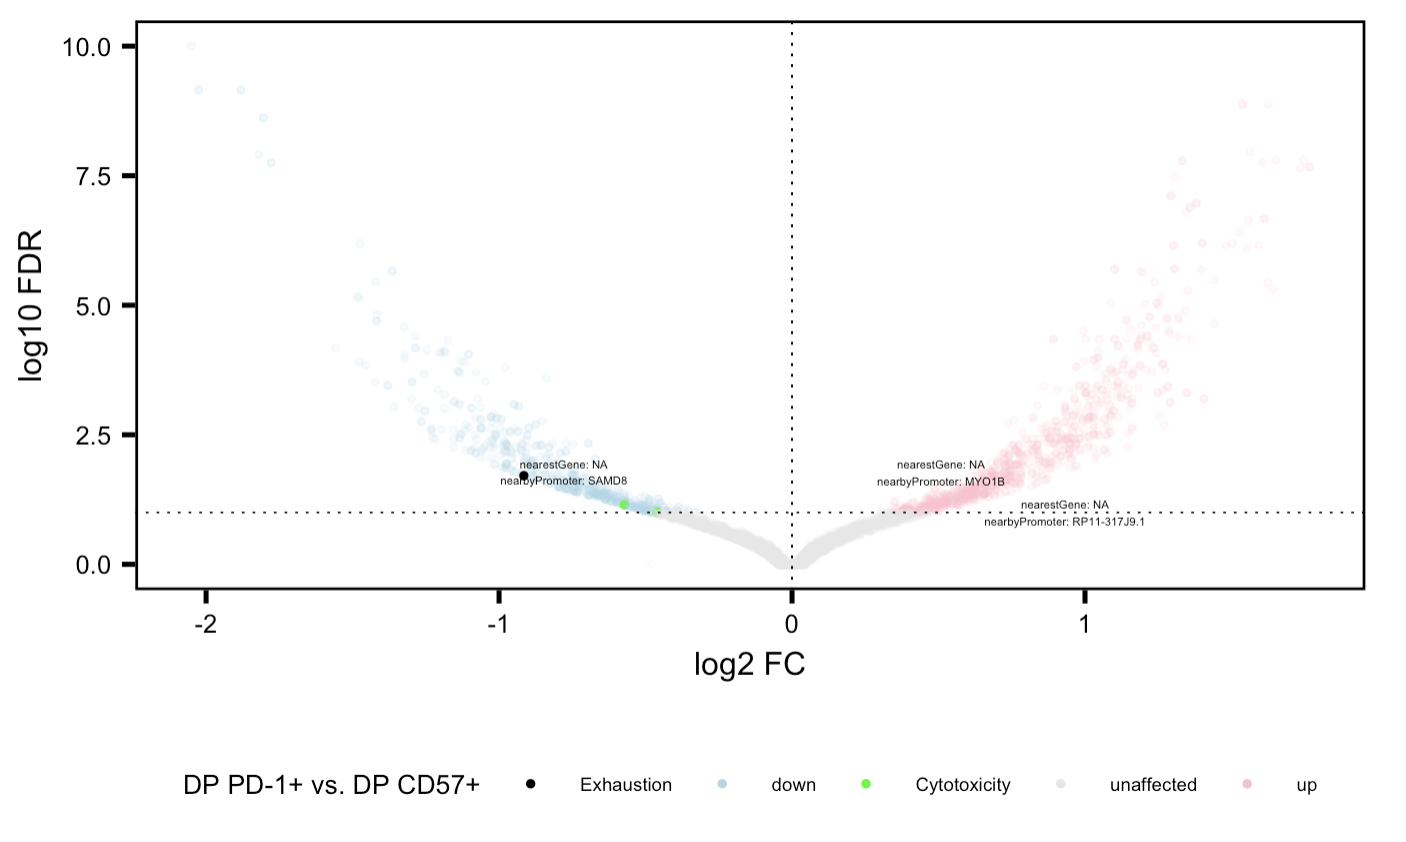 10.0
7.5
5.0
2.5
0.0
log10 FDR
nearestGene: NA
nearbyPromoter: SAMD8
nearestGene: NA
nearbyPromoter: MYO1B
nearestGene: NA
nearbyPromoter: RP11-317J9.1
-2 -1 0 1
log2 FC
DP PD-1+ vs. DP CD57+ Exhaustion down Cytotoxicity unaffected up